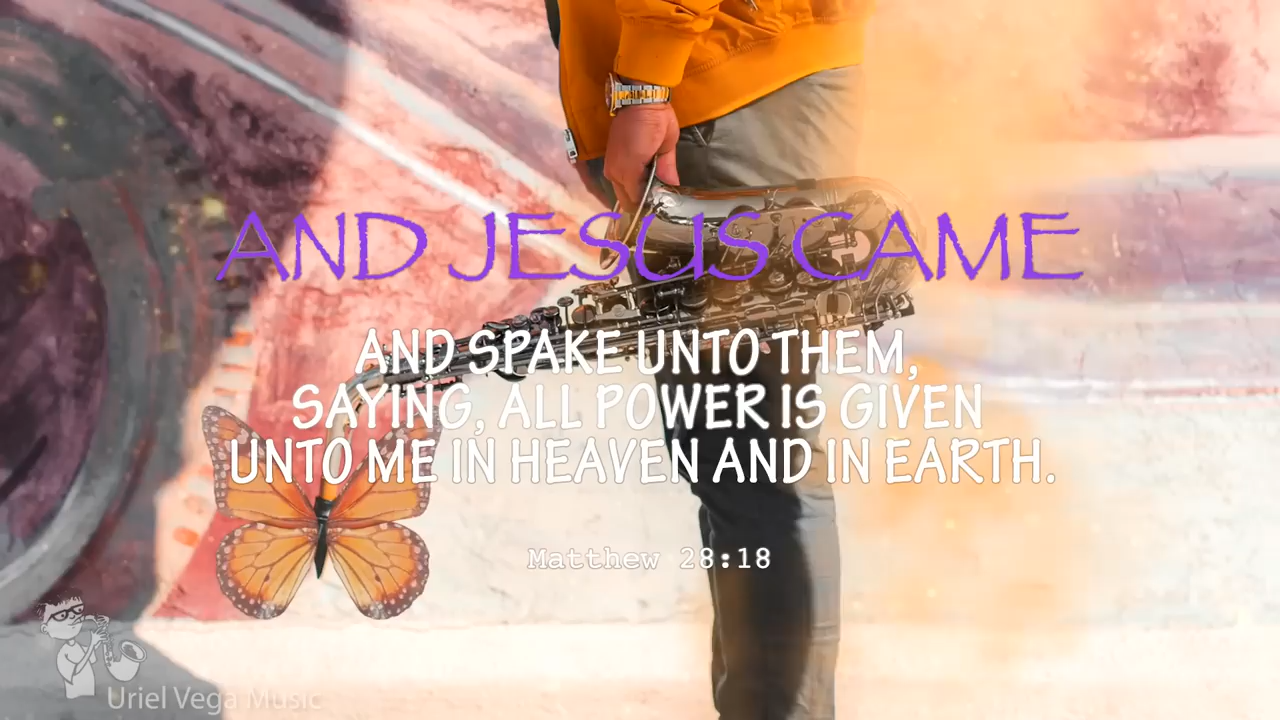 AND JESUS CAME
AND SPAKE UNTO THEM,
SAYING, ALL POWER IS GIVEN
UNTO ME IN HEAVEN AND IN EARTH.
Matthew 28:18
Uriel Vega Music